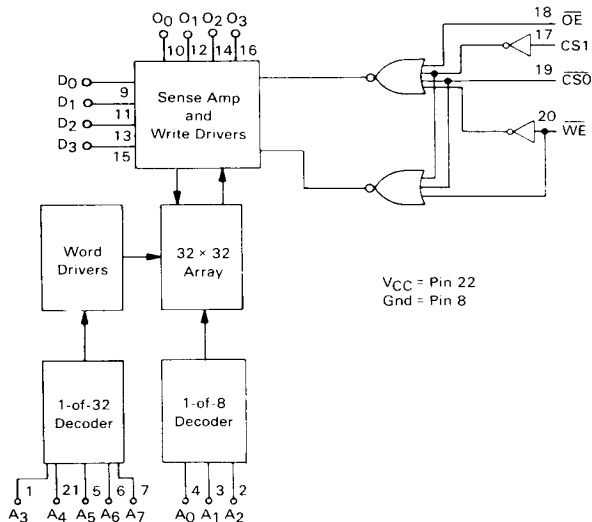 O0 O1 O2 O3
10 12 14 16
18 OE
17 CS1
19 CS0
20 WE
D0 9
D1 11
D2 13
D3 15
Sense Amp
and
Write Drivers
Word
Drivers
32 × 32
Array
VCC = Pin 22
Gnd = Pin 8
1-of-32
Decoder
1-of-8
Decoder
1 21 5 6 7 4 3 2
A3 A4 A5 A6 A7 A0 A1 A2